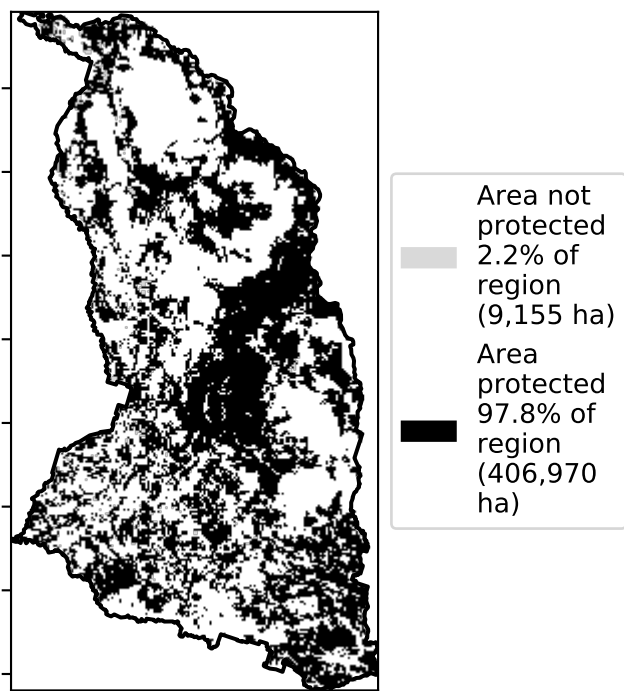 Area not
protected
2.2% of
region
(9,155 ha)
Area
protected
97.8% of
region
(406,970
ha)